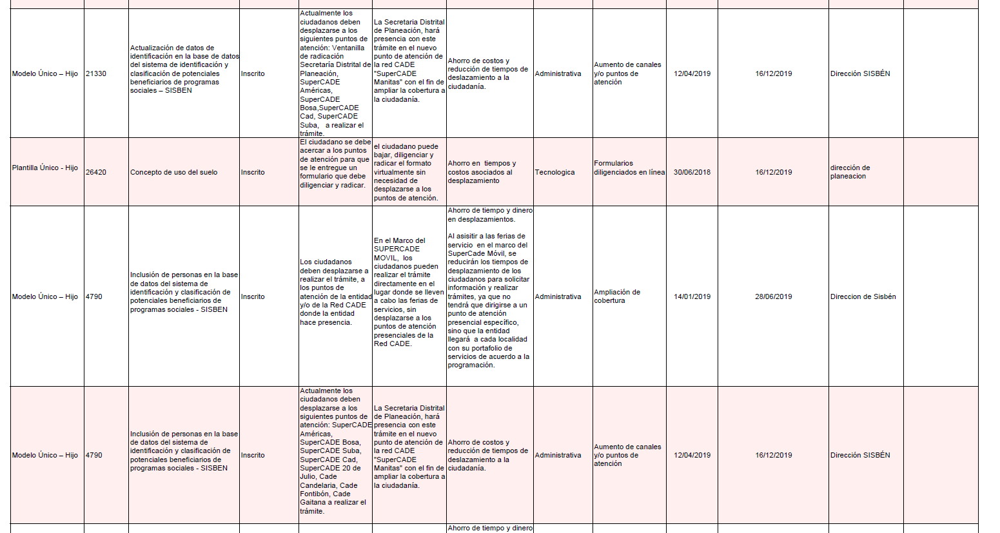 Modelo Único – Hijo
21330
Actualización de datos de
identificación en la base de datos
del sistema de identificación y
clasificación de potenciales
beneficiarios de programas
sociales – SISBEN
Inscrito
Actualmente los
ciudadanos deben
desplazarse a los
siguientes puntos de
atención: Ventanilla
de radicación
Secretaría Distrital de
Planeación,
SuperCADE
Américas,
SuperCADE
Bosa,SuperCADE
Cad, SuperCADE
Suba,   a realizar el
trámite.
La Secretaria Distrital
de Planeación, hará
presencia con este
trámite en el nuevo
punto de atención de
la red CADE
"SuperCADE
Manitas" con el fin de
ampliar la cobertura a
la ciudadanía.
Ahorro de costos y
reducción de tiempos de
deslazamiento a la
ciudadanía.
Administrativa
Aumento de canales
y/o puntos de
atención
12/04/2019
16/12/2019
Dirección SISBÉN
Plantilla Único - Hijo
26420
Concepto de uso del suelo
Inscrito
El ciudadano se debe
acercar a los puntos
de atención para que
se le entregue un
formulario que debe
diligenciar y radicar.
el ciudadano puede
bajar, diligenciar y
radicar el formato
virtualmente sin
necesidad de
desplazarse a los
puntos de atención.
Ahorro en  tiempos y
costos asociados al
desplazamiento
Tecnologica
Formularios
diligenciados en línea
30/06/2018
16/12/2019
dirección de
planeacion
Modelo Único – Hijo
4790
Inclusión de personas en la base
de datos del sistema de
identificación y clasificación de
potenciales beneficiarios de
programas sociales - SISBEN
Inscrito
Los ciudadanos
deben desplazarse a
realizar el trámite, a
los puntos de
atención de la entidad
y/o de la Red CADE
donde la entidad
hace presencia.
En el Marco del
SUPERCADE
MOVIL,  los
ciudadanos pueden
realizar el trámite
directamente en el
lugar donde se lleven
a cabo las ferias de
servicios, sin
desplazarse a los
puntos de atención
presenciales de la
Red CADE.
Ahorro de tiempo y dinero
en desplazamientos.
Al asisitir a las ferias de
servicio  en el marco del
SuperCade Móvil, se
reducirán los tiempos de
desplazamiento de los
ciudadanos para solicitar
información y realizar
trámites, ya que no
tendrá que dirigirse a un
punto de atención
presencial específico,
sino que la entidad
llegará  a cada localidad
con su portafolio de
servicios de acuerdo a la
programación.
Administrativa
Ampliación de
cobertura
14/01/2019
28/06/2019
Direccion de Sisbén
Modelo Único – Hijo
4790
Inclusión de personas en la base
de datos del sistema de
identificación y clasificación de
potenciales beneficiarios de
programas sociales - SISBEN
Inscrito
Actualmente los
ciudadanos deben
desplazarse a los
siguientes puntos de
atención: SuperCADE
Américas,
SuperCADE Bosa,
SuperCADE Suba,
SuperCADE Cad,
SuperCADE 20 de
Julio, Cade
Candelaria, Cade
Fontibón, Cade
Gaitana a realizar el
trámite.
La Secretaria Distrital
de Planeación, hará
presencia con este
trámite en el nuevo
punto de atención de
la red CADE
"SuperCADE
Manitas" con el fin de
ampliar la cobertura a
la ciudadanía.
Ahorro de costos y
reducción de tiempos de
deslazamiento a la
ciudadanía.
Administrativa
Aumento de canales
y/o puntos de
atención
12/04/2019
16/12/2019
Dirección SISBÉN
Ahorro de tiempo y dinero